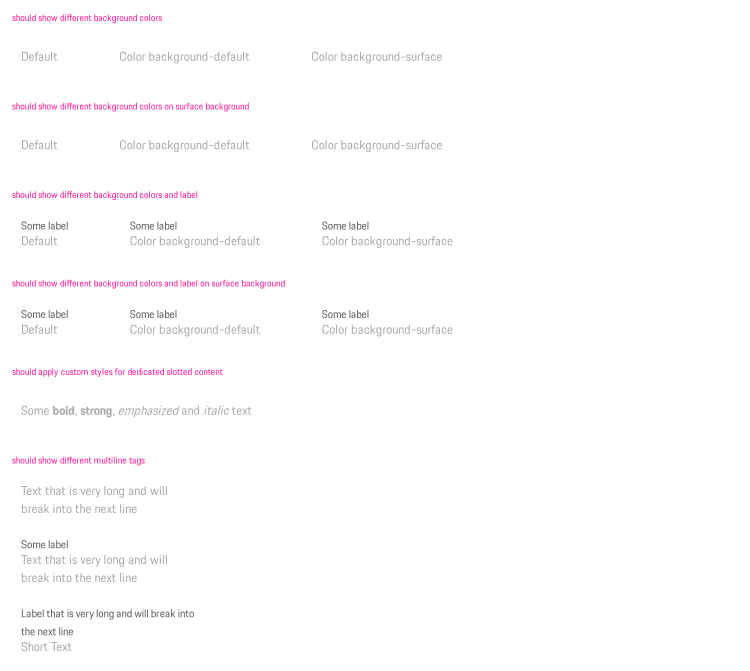 should show different background colors
Default Color background-default Color background-surface
should show different background colors on surface background
Default Color background-default Color background-surface
should show different background colors and label
Some label Some label Some label
Default Color background-default Color background-surface
should show different background colors and label on surface background
Some label Some label Some label
Default Color background-default Color background-surface
should apply custom styles for dedicated slotted content
Some bold, strong, emphasized and italic text
should show different multiline tags
Text that is very long and will
break into the next line
Some label
Text that is very long and will
break into the next line
Label that is very long and will break into
the next line
Short Text